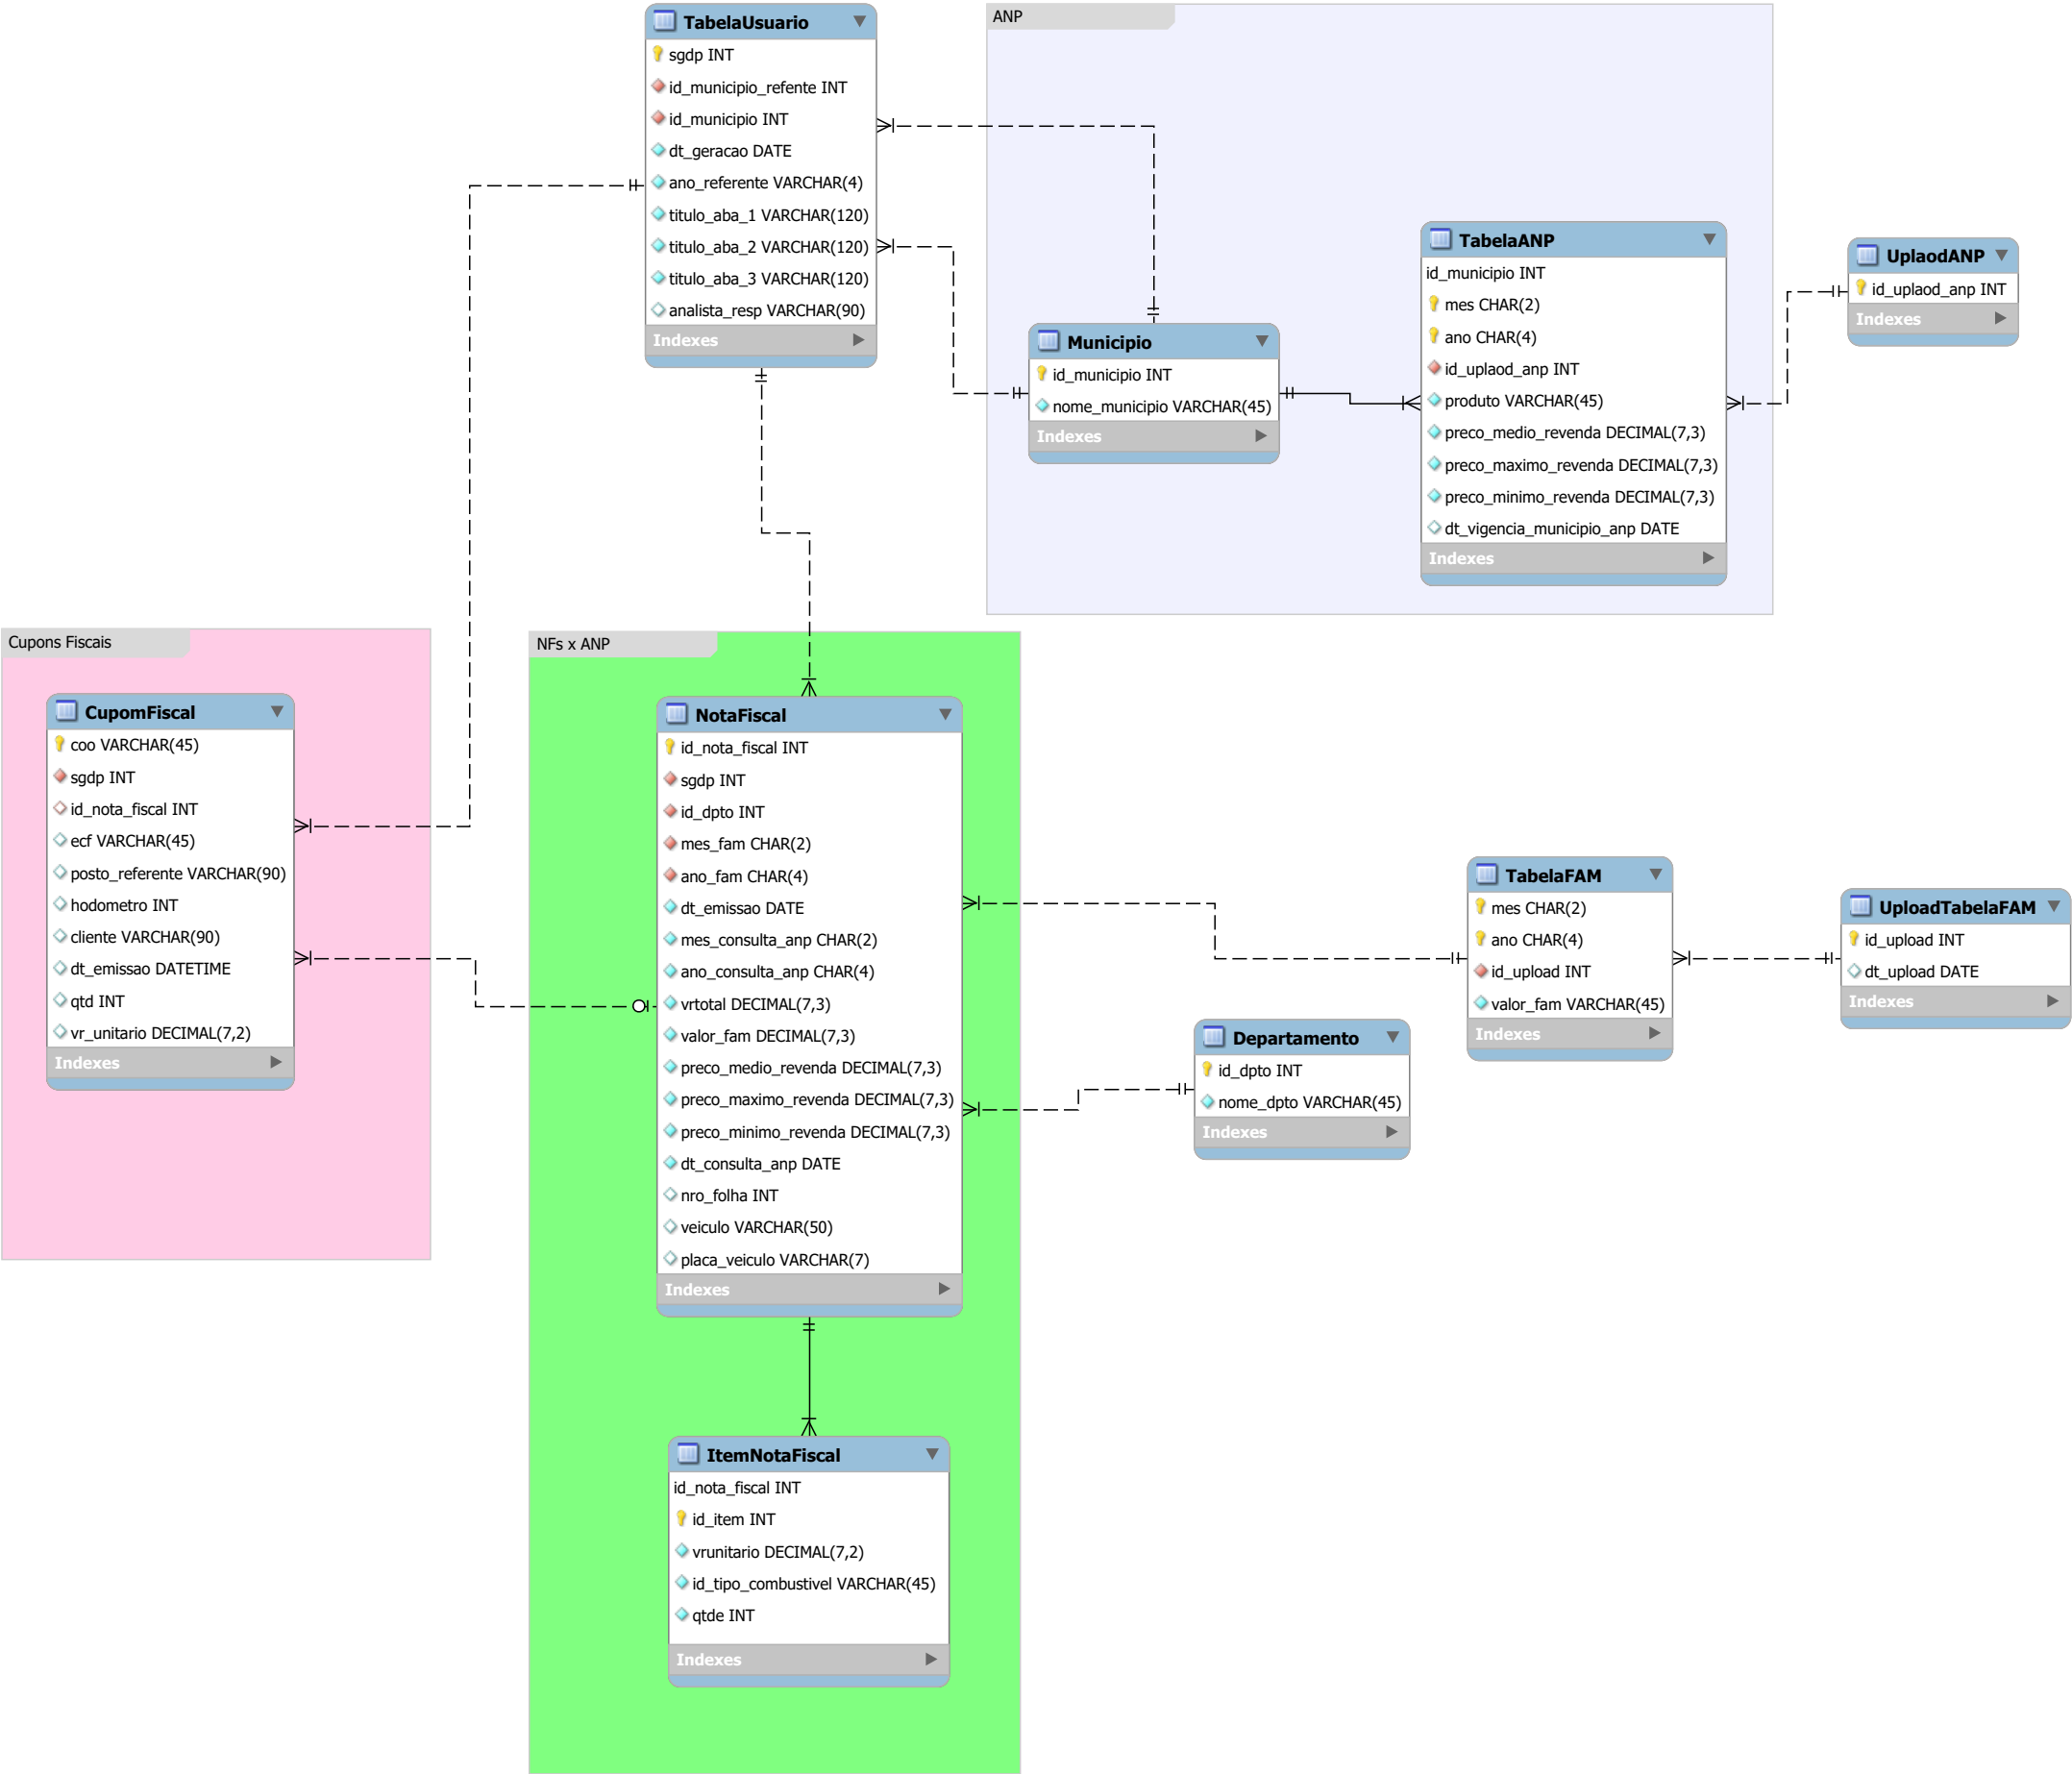 TabelaUsuario
sgdp INT
id_municipio_refente INT
id_municipio INT
dt_geracao DATE
ano_referente VARCHAR(4)
titulo_aba_1 VARCHAR(120)
titulo_aba_2 VARCHAR(120)
titulo_aba_3 VARCHAR(120)
analista_resp VARCHAR(90)
Indexes
ANP
Municipio
id_municipio INT
nome_municipio VARCHAR(45)
Indexes
TabelaANP
id_municipio INT
mes CHAR(2)
ano CHAR(4)
id_uplaod_anp INT
produto VARCHAR(45)
preco_medio_revenda DECIMAL(7,3)
preco_maximo_revenda DECIMAL(7,3)
preco_minimo_revenda DECIMAL(7,3)
dt_vigencia_municipio_anp DATE
Indexes
UplaodANP
id_uplaod_anp INT
Indexes
Cupons Fiscais
CupomFiscal
coo VARCHAR(45)
sgdp INT
id_nota_fiscal INT
ecf VARCHAR(45)
posto_referente VARCHAR(90)
hodometro INT
cliente VARCHAR(90)
dt_emissao DATETIME
qtd INT
vr_unitario DECIMAL(7,2)
Indexes
NFs x ANP
NotaFiscal
id_nota_fiscal INT
sgdp INT
id_dpto INT
mes_fam CHAR(2)
ano_fam CHAR(4)
dt_emissao DATE
mes_consulta_anp CHAR(2)
ano_consulta_anp CHAR(4)
vrtotal DECIMAL(7,3)
valor_fam DECIMAL(7,3)
preco_medio_revenda DECIMAL(7,3)
preco_maximo_revenda DECIMAL(7,3)
preco_minimo_revenda DECIMAL(7,3)
dt_consulta_anp DATE
nro_folha INT
veiculo VARCHAR(50)
placa_veiculo VARCHAR(7)
Indexes
TabelaFAM
mes CHAR(2)
ano CHAR(4)
id_upload INT
valor_fam VARCHAR(45)
Indexes
UploadTabelaFAM
id_upload INT
dt_upload DATE
Indexes
Departamento
id_dpto INT
nome_dpto VARCHAR(45)
Indexes
ItemNotaFiscal
id_nota_fiscal INT
id_item INT
vrunitario DECIMAL(7,2)
id_tipo_combustivel VARCHAR(45)
qtde INT
Indexes